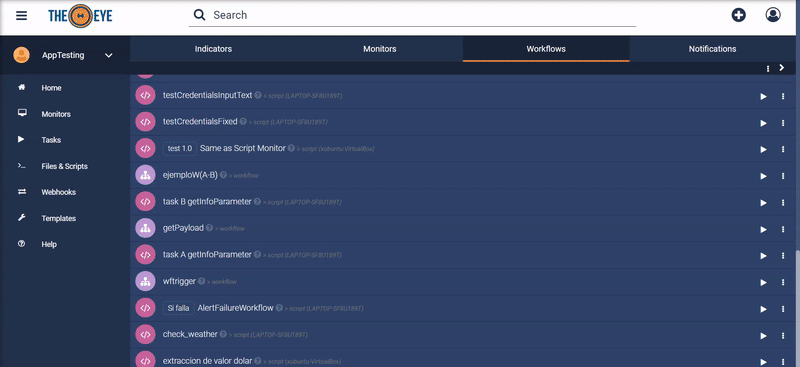 THE EYE
Search
AppTesting
Indicators
Monitors
Workflows
Notifications
Home
Monitors
Tasks
Files & Scripts
Webhooks
Templates
Help
testCredentialsInputText > script (LAPTOP-SF8U189T)
testCredentialsFixed > script (LAPTOP-SF8U189T)
test 1.0 Same as Script Monitor > script (xubuntu-VirtualBox)
ejemploW(A-B) > workflow
task B getInfoParameter > script (LAPTOP-SF8U189T)
getPayload > workflow
task A getInfoParameter > script (LAPTOP-SF8U189T)
wftrigger > workflow
Si falla AlertFailureWorkflow > script (LAPTOP-SF8U189T)
check_weather > script (LAPTOP-SF8U189T)
extraccion de valor dolar > script (xubuntu-VirtualBox)